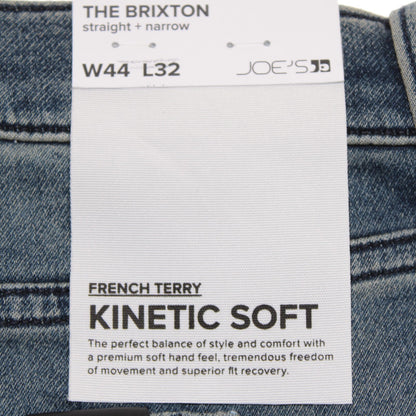 THE BRIXTON
straight + narrow
W44 L32
JOE'S
FRENCH TERRY
KINETIC SOFT
The perfect balance of style and comfort with
a premium soft hand feel, tremendous freedom
of movement and superior fit recovery.